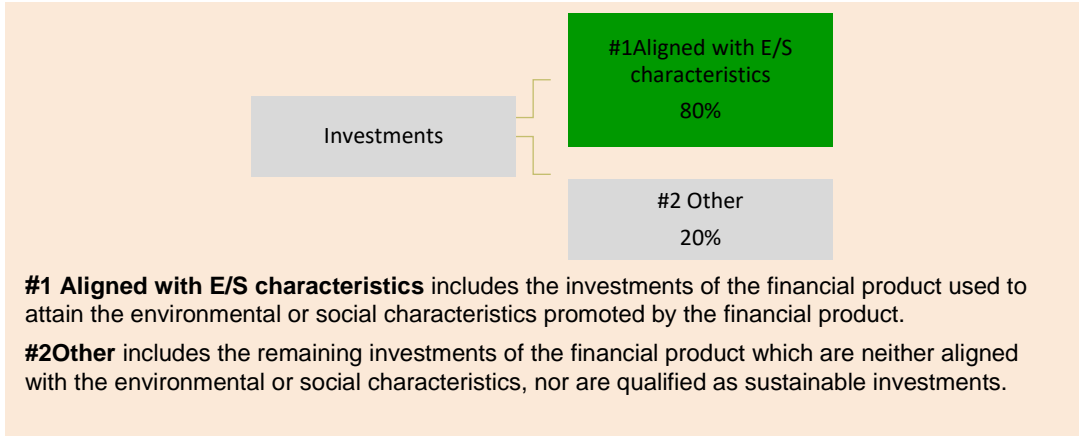 #1Aligned with E/S
characteristics
80%
Investments
#2 Other
20%
#1 Aligned with E/S characteristics includes the investments of the financial product used to
attain the environmental or social characteristics promoted by the financial product.
#2Other includes the remaining investments of the financial product which are neither aligned
with the environmental or social characteristics, nor are qualified as sustainable investments.